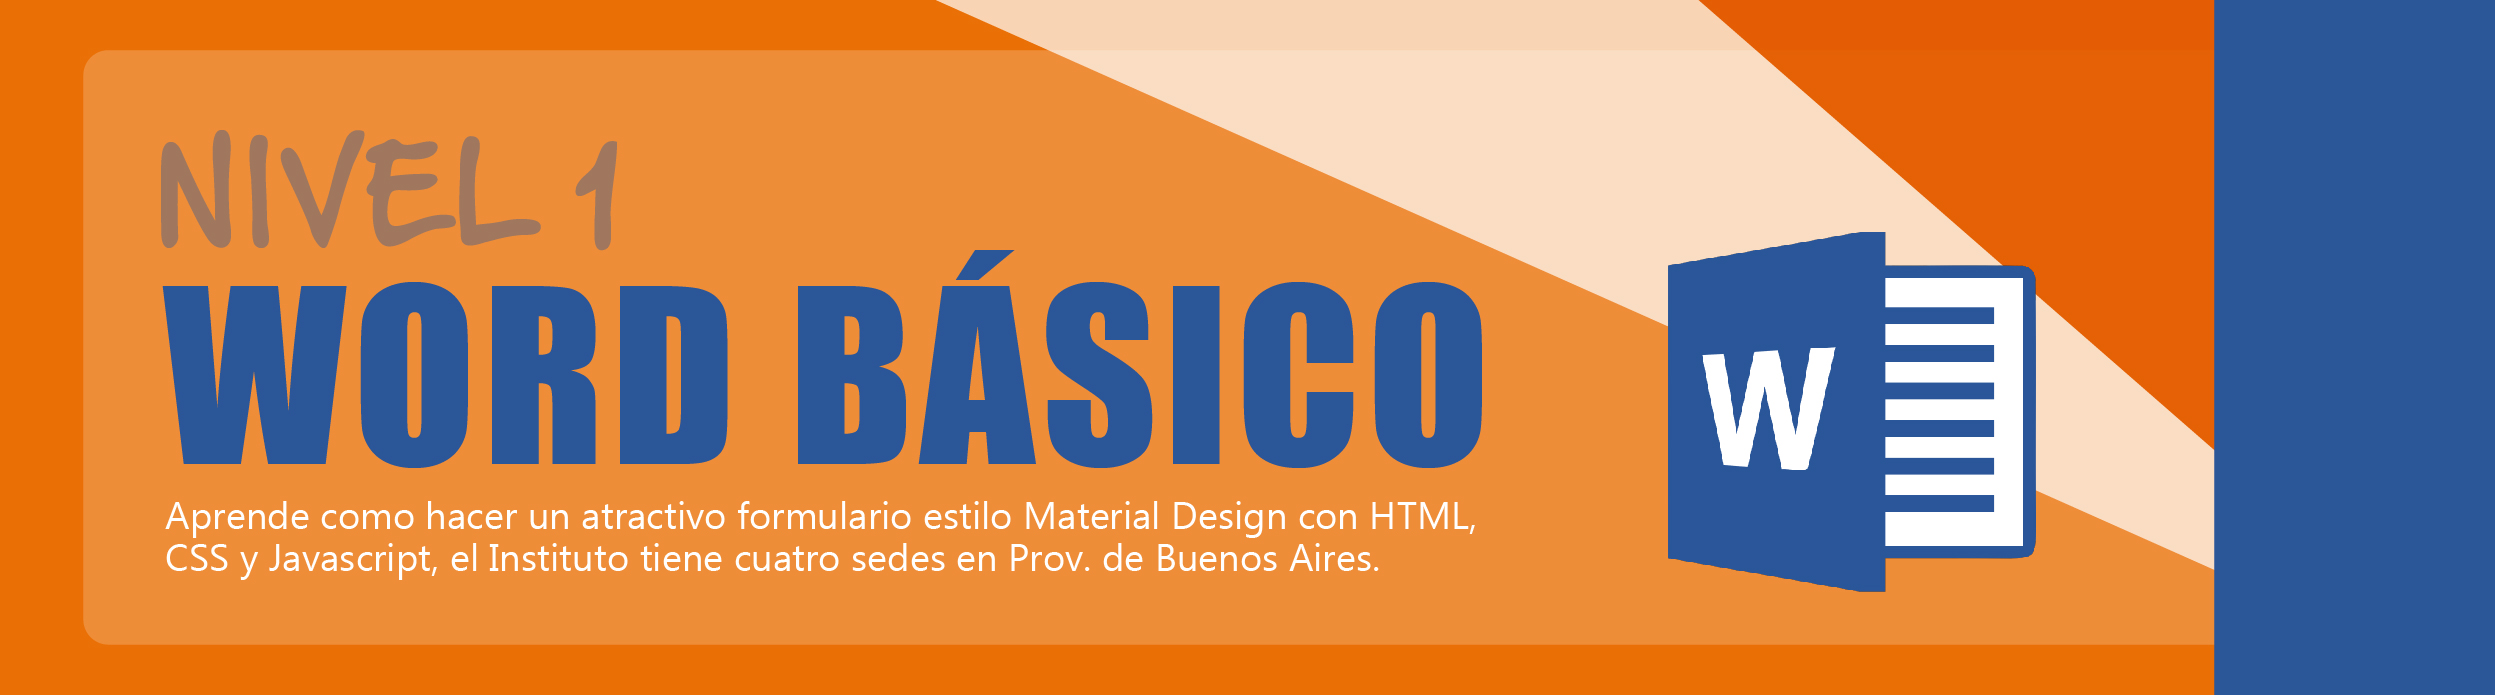 NIVEL 1
WORD BÁSICO
Aprende como hacer un atractivo formulario estilo Material Design con HTML,
CSS y Javascript, el Instituto tiene cuatro sedes en Prov. de Buenos Aires.
W